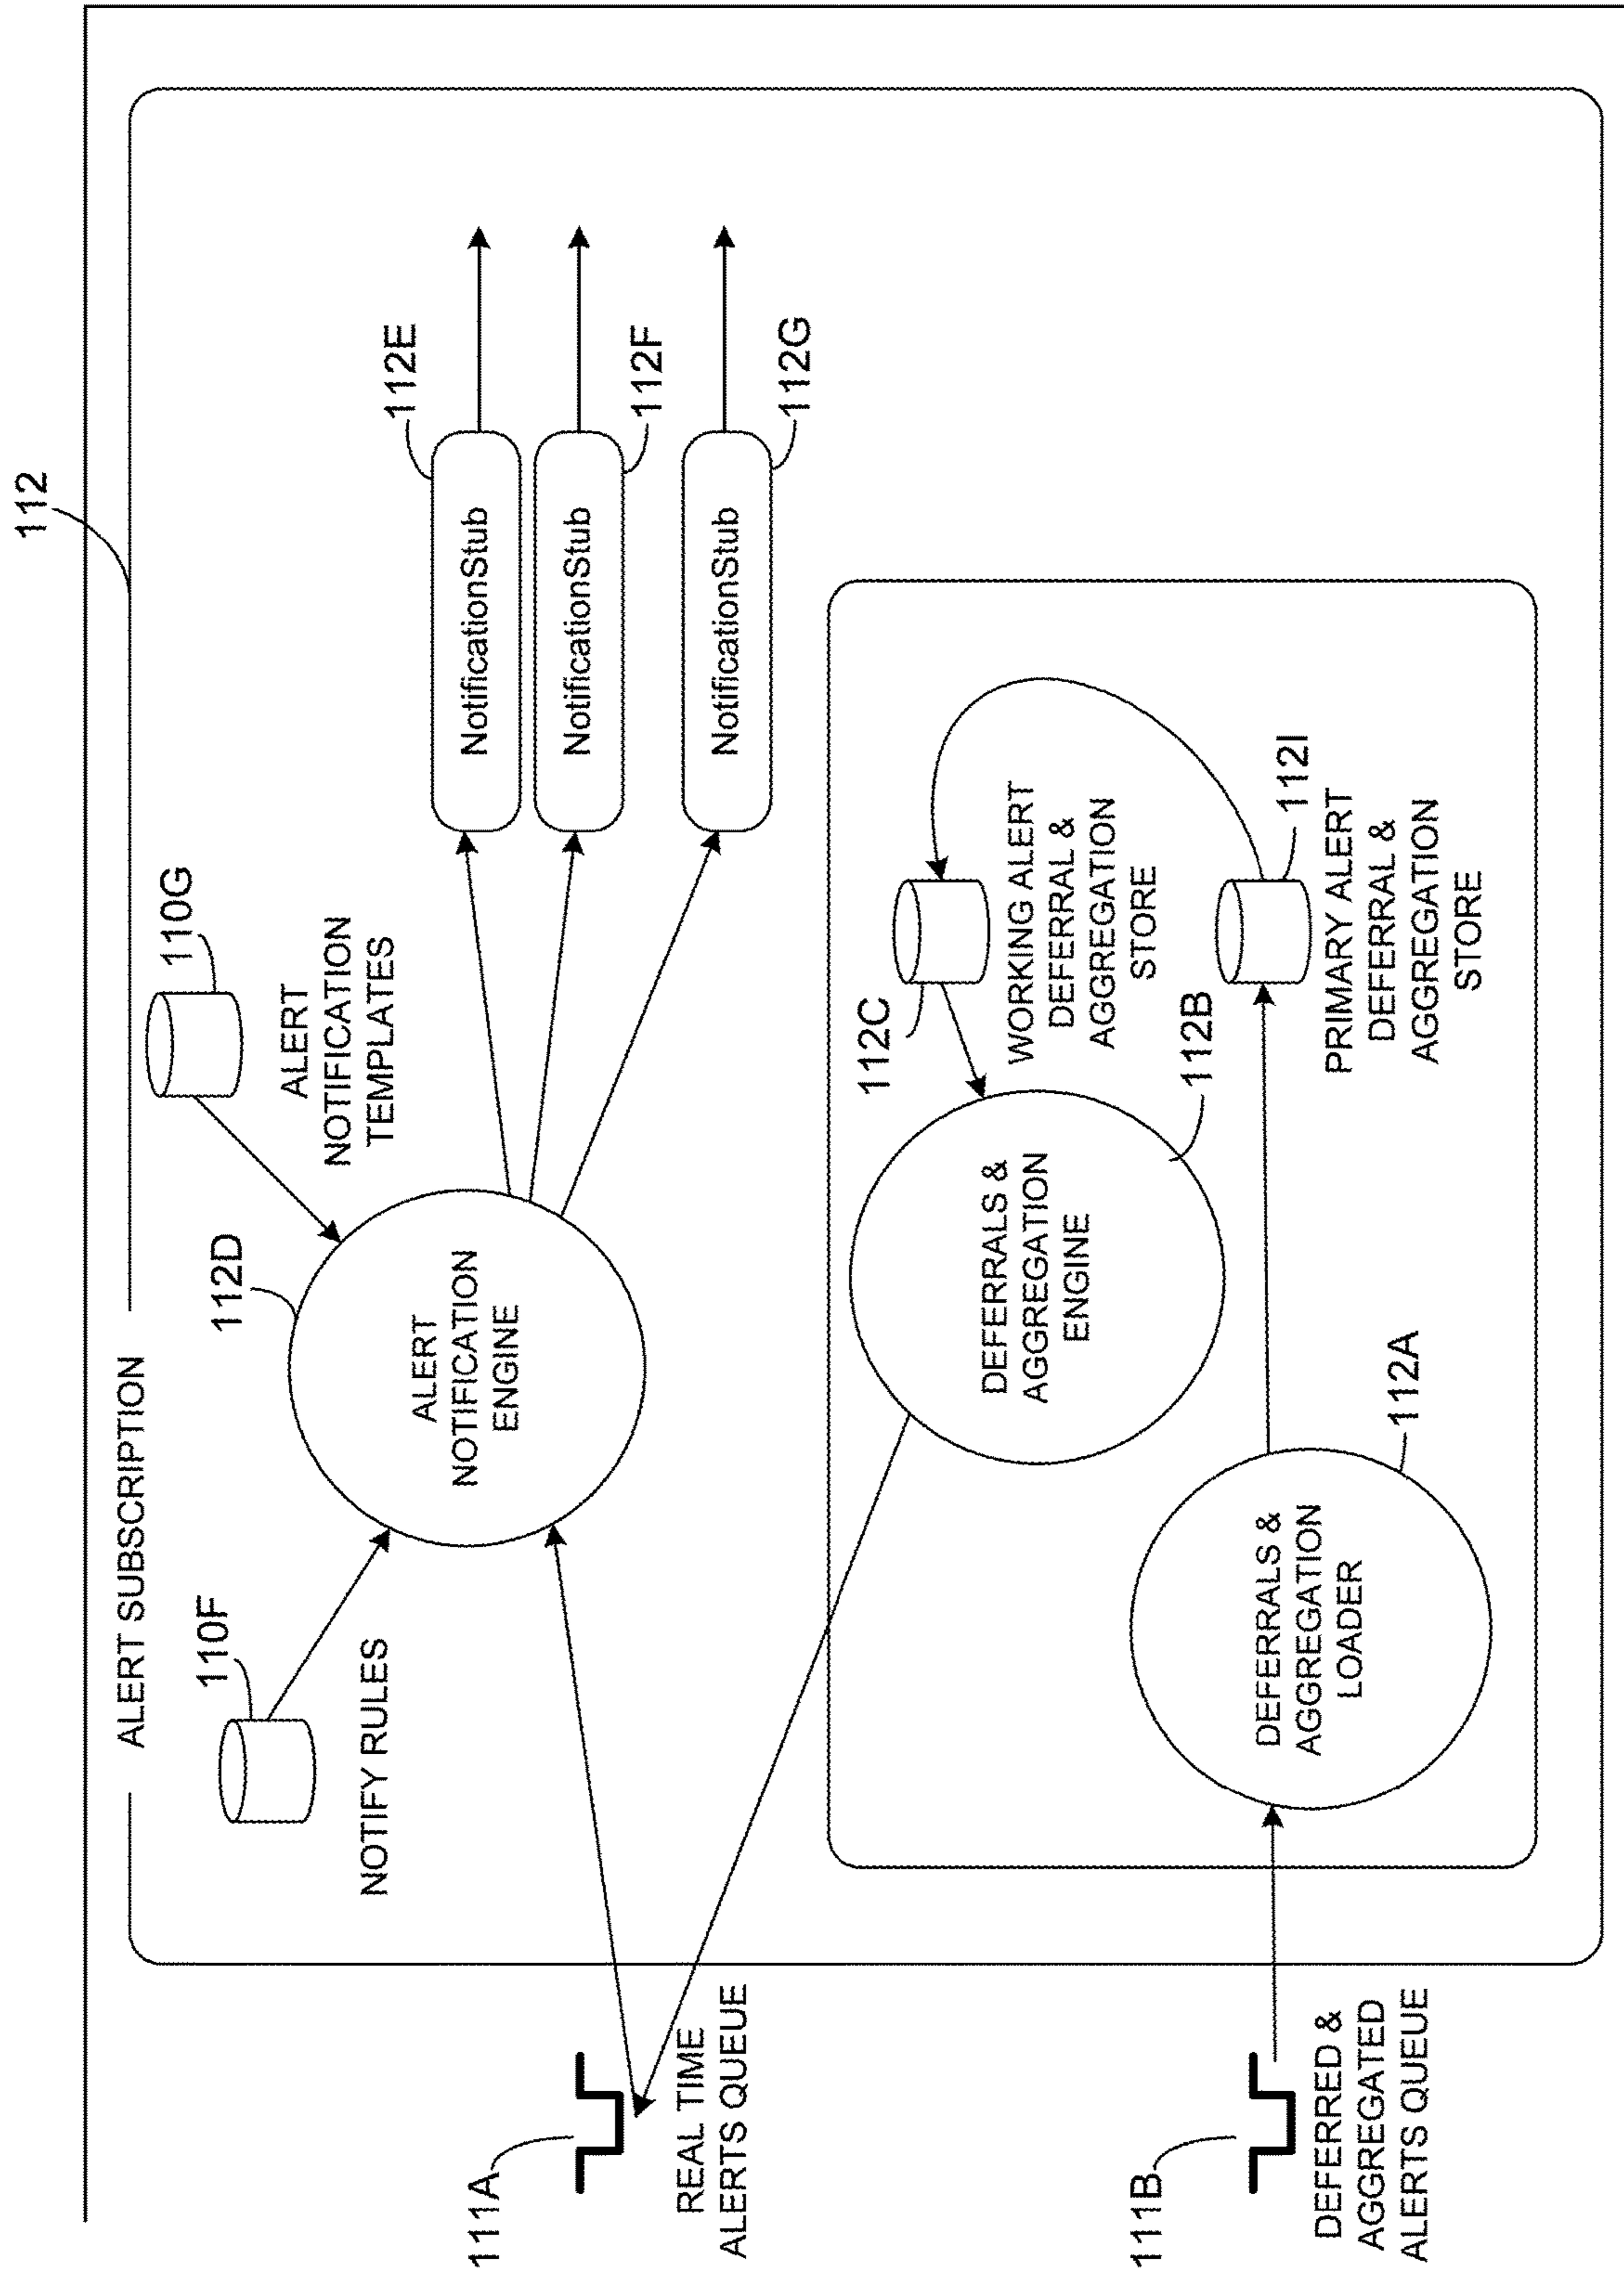 112
ALERT SUBSCRIPTION
110F
NOTIFY RULES
112D
ALERT
NOTIFICATION
ENGINE
110G
ALERT
NOTIFICATION
TEMPLATES
112E
NotificationStub
NotificationStub
112F
NotificationStub
112G
111A
REAL TIME
ALERTS QUEUE
DEFERRALS &
AGGREGATION
ENGINE
112B
112C
WORKING ALERT
DEFERRAL &
AGGREGATION
STORE
111B
DEFERRED &
AGGREGATED
ALERTS QUEUE
DEFERRALS &
AGGREGATION
LOADER
112A
112I
PRIMARY ALERT
DEFERRAL &
AGGREGATION
STORE